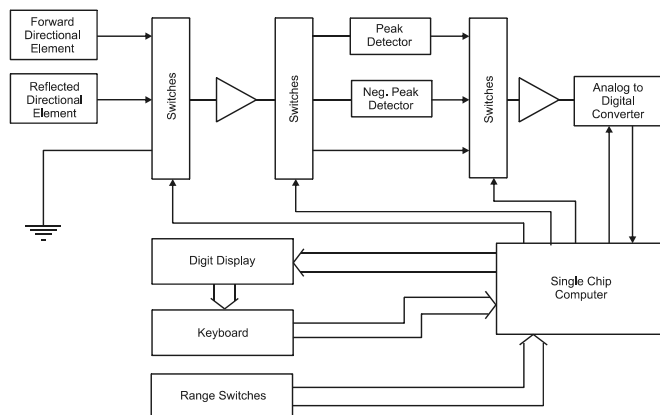 Forward
Directional
Element
Reflected
Directional
Element
Switches
Switches
Peak
Detector
Neg. Peak
Detector
Switches
Analog to
Digital
Converter
Digit Display
Single Chip
Computer
Keyboard
Range Switches